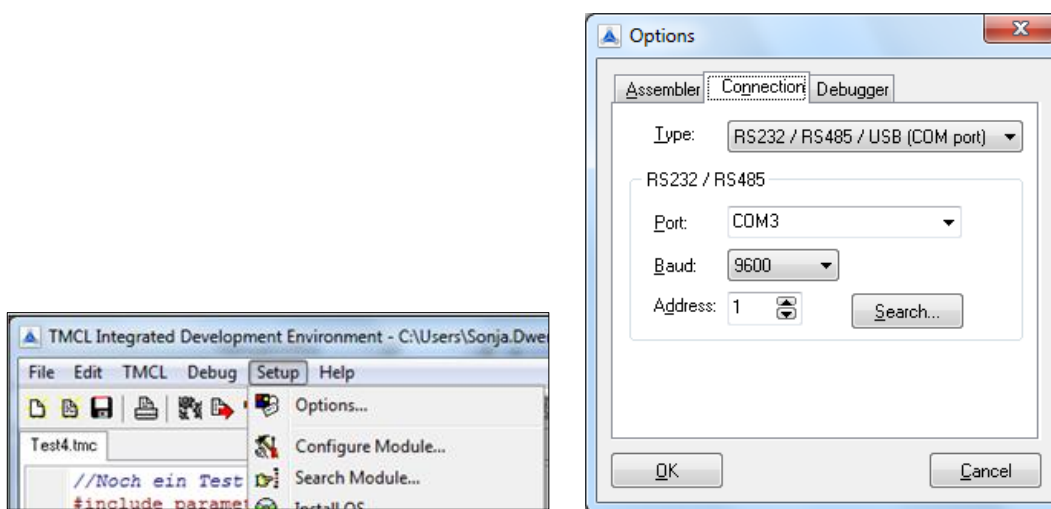 TMCL Integrated Development Environment - C:\Users\Sonja.Dwe
File Edit TMCL Debug Setup Help
Options...
Test4.tmc
Configure Module...
//Noch ein Test
Search Module...
#include paramet
Install OS...
Options
Assembler Connection Debugger
Type: RS232 / RS485 / USB (COM port)
RS232 / RS485
Port: COM3
Baud: 9600
Address: 1 Search...
OK Cancel